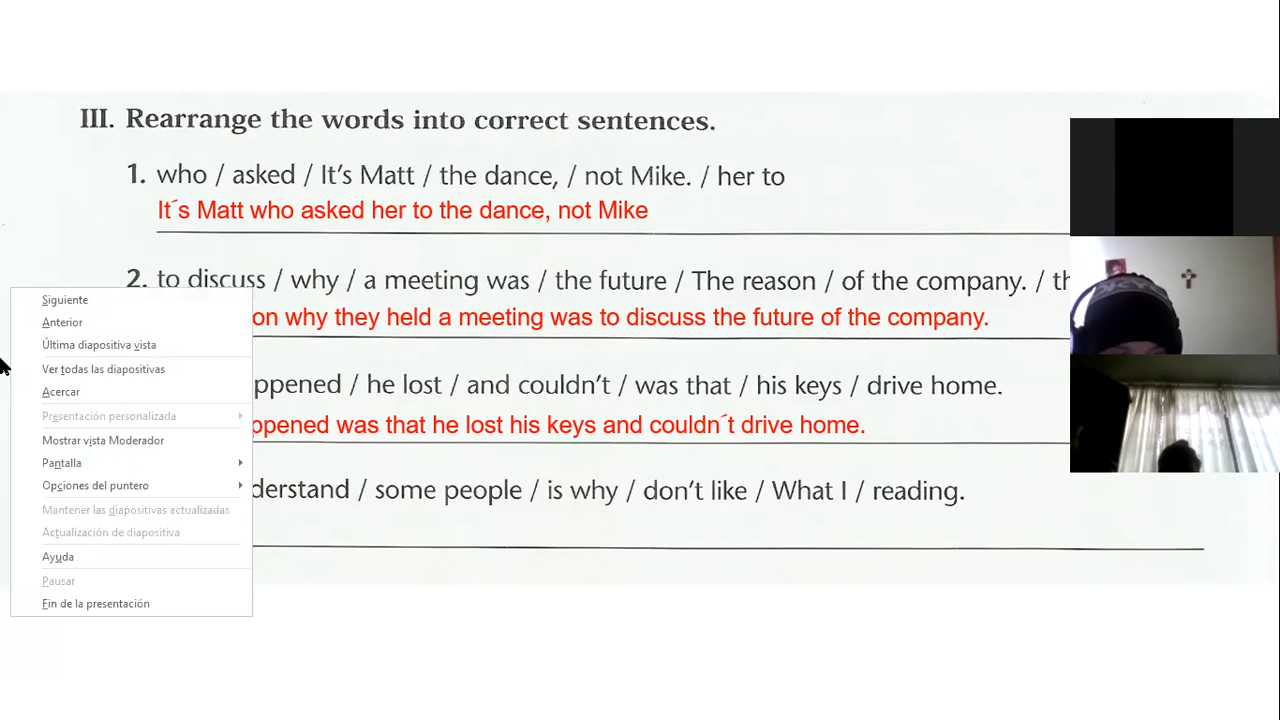 III. Rearrange the words into correct sentences.
1. who / asked / It's Matt / the dance, / not Mike. / her to
It´s Matt who asked her to the dance, not Mike
2. to discuss / why / a meeting was / the future / The reason / of the company. / th
on why they held a meeting was to discuss the future of the company.
ppened / he lost / and couldn't / was that / his keys / drive home.
ppened was that he lost his keys and couldn´t drive home.
derstand / some people / is why / don't like / What I / reading.
Siguiente
Anterior
Última diapositiva vista
Ver todas las diapositivas
Acercar
Presentación personalizada
Mostrar vista Moderador
Pantalla
Opciones del puntero
Mantener las diapositivas actualizadas
Actualización de diapositiva
Ayuda
Pausar
Fin de la presentación